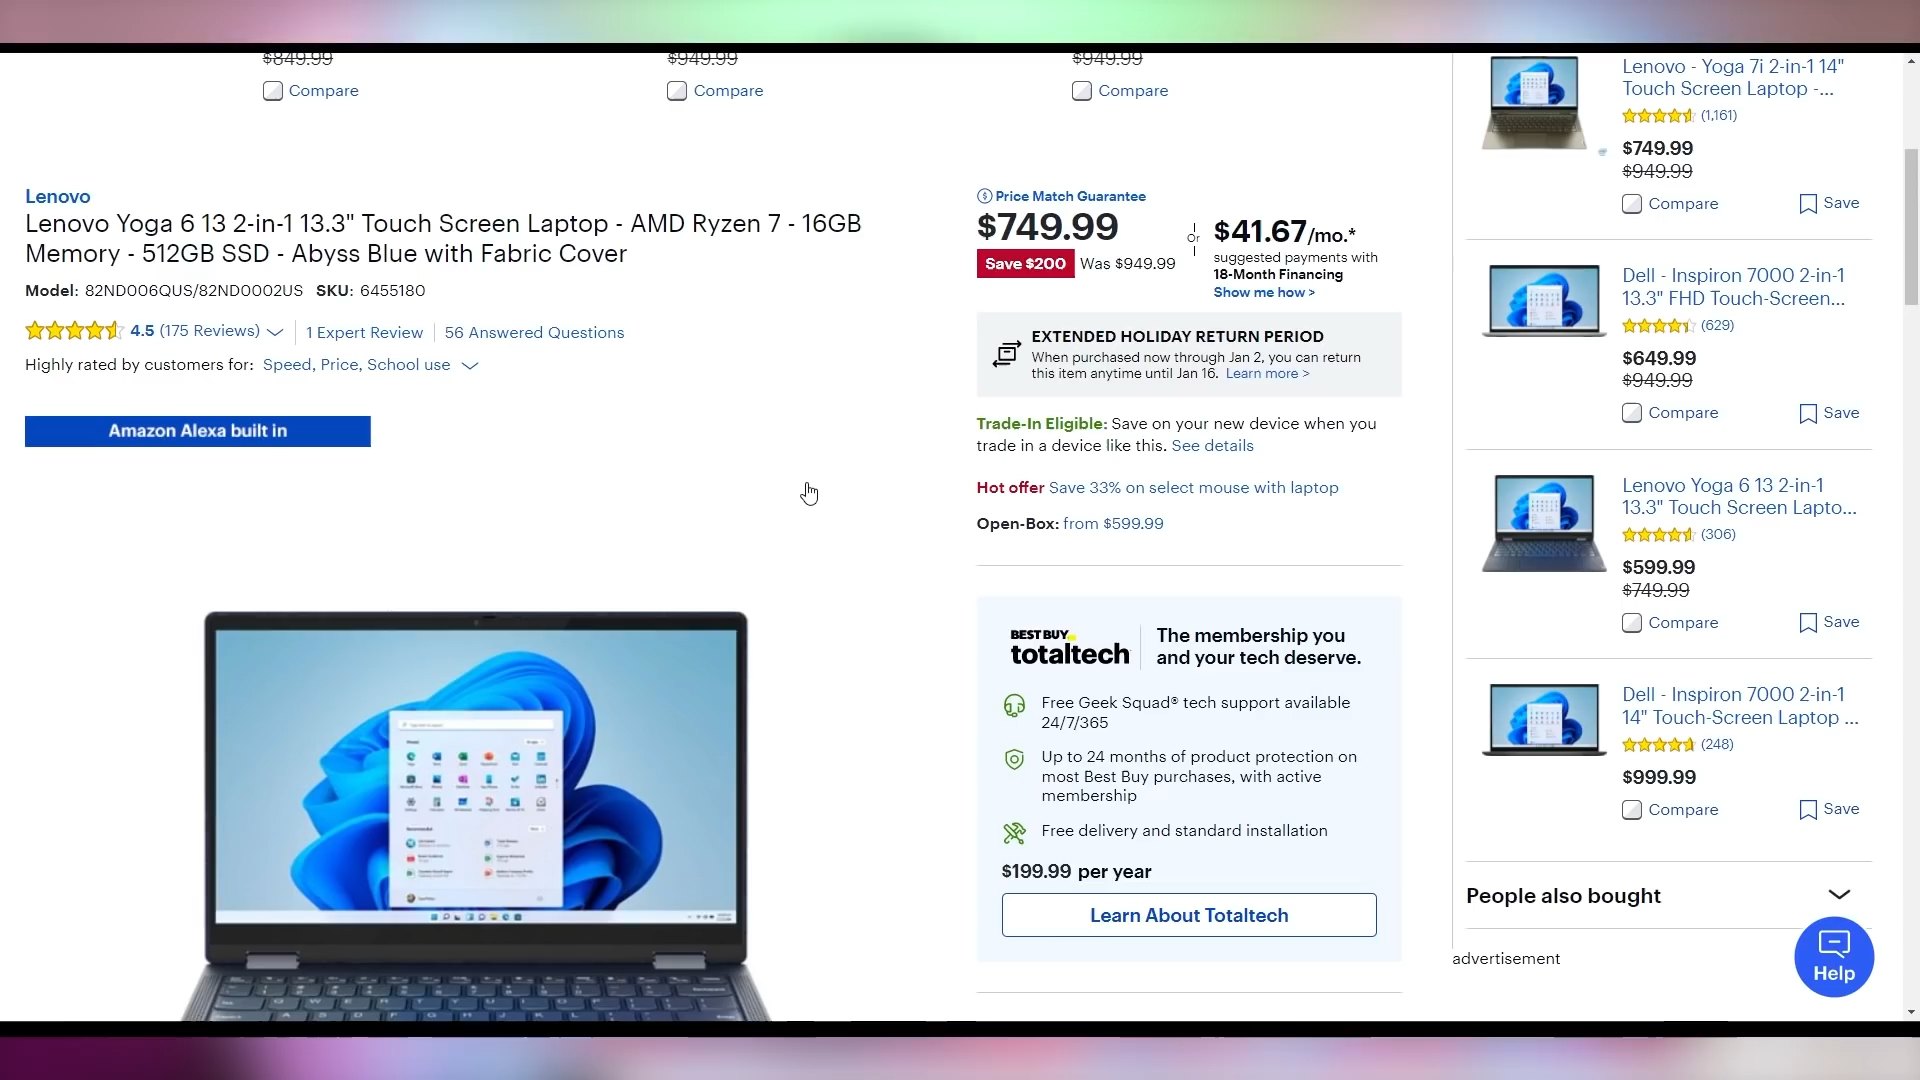 $849.99
$949.99
$949.99
Compare
Compare
Compare
Lenovo
Lenovo Yoga 6 13 2-in-1 13.3" Touch Screen Laptop - AMD Ryzen 7 - 16GB
Memory - 512GB SSD - Abyss Blue with Fabric Cover
Model: 82ND006QUS/82ND0002US SKU: 6455180
4.5 (175 Reviews)
1 Expert Review
56 Answered Questions
Highly rated by customers for: Speed, Price, School use
Amazon Alexa built in
Price Match Guarantee
$749.99
Save $200 Was $949.99
Or
$41.67/mo.*
suggested payments with
18-Month Financing
Show me how >
EXTENDED HOLIDAY RETURN PERIOD
When purchased now through Jan 2, you can return
this item anytime until Jan 16. Learn more >
Trade-In Eligible: Save on your new device when you
trade in a device like this. See details
Hot offer Save 33% on select mouse with laptop
Open-Box: from $599.99
BEST BUY
totaltech
The membership you
and your tech deserve.
Free Geek Squad® tech support available
24/7/365
Up to 24 months of product protection on
most Best Buy purchases, with active
membership
Free delivery and standard installation
$199.99 per year
Learn About Totaltech
Lenovo - Yoga 7i 2-in-1 14"
Touch Screen Laptop -...
(1,161)
$749.99
$949.99
Compare
Save
Dell - Inspiron 7000 2-in-1
13.3" FHD Touch-Screen...
(629)
$649.99
$949.99
Compare
Save
Lenovo Yoga 6 13 2-in-1
13.3" Touch Screen Lapto...
(306)
$599.99
$749.99
Compare
Save
Dell - Inspiron 7000 2-in-1
14" Touch-Screen Laptop ...
(248)
$999.99
Compare
Save
People also bought
advertisement
Help